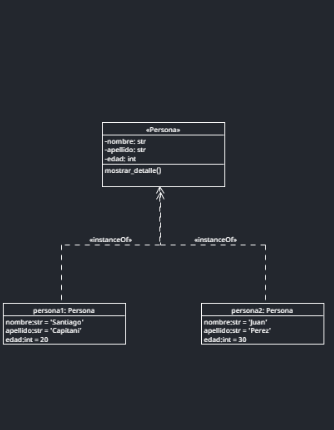 «Persona»
-nombre: str
-apellido: str
-edad: int
mostrar_detalle()
«instanceOf»
«instanceOf»
persona1: Persona
nombre:str = "Santiago"
apellido:str = "Capitani"
edad:int = 20
persona2: Persona
nombre:str = "Juan"
apellido:str = "Perez"
edad:int = 30